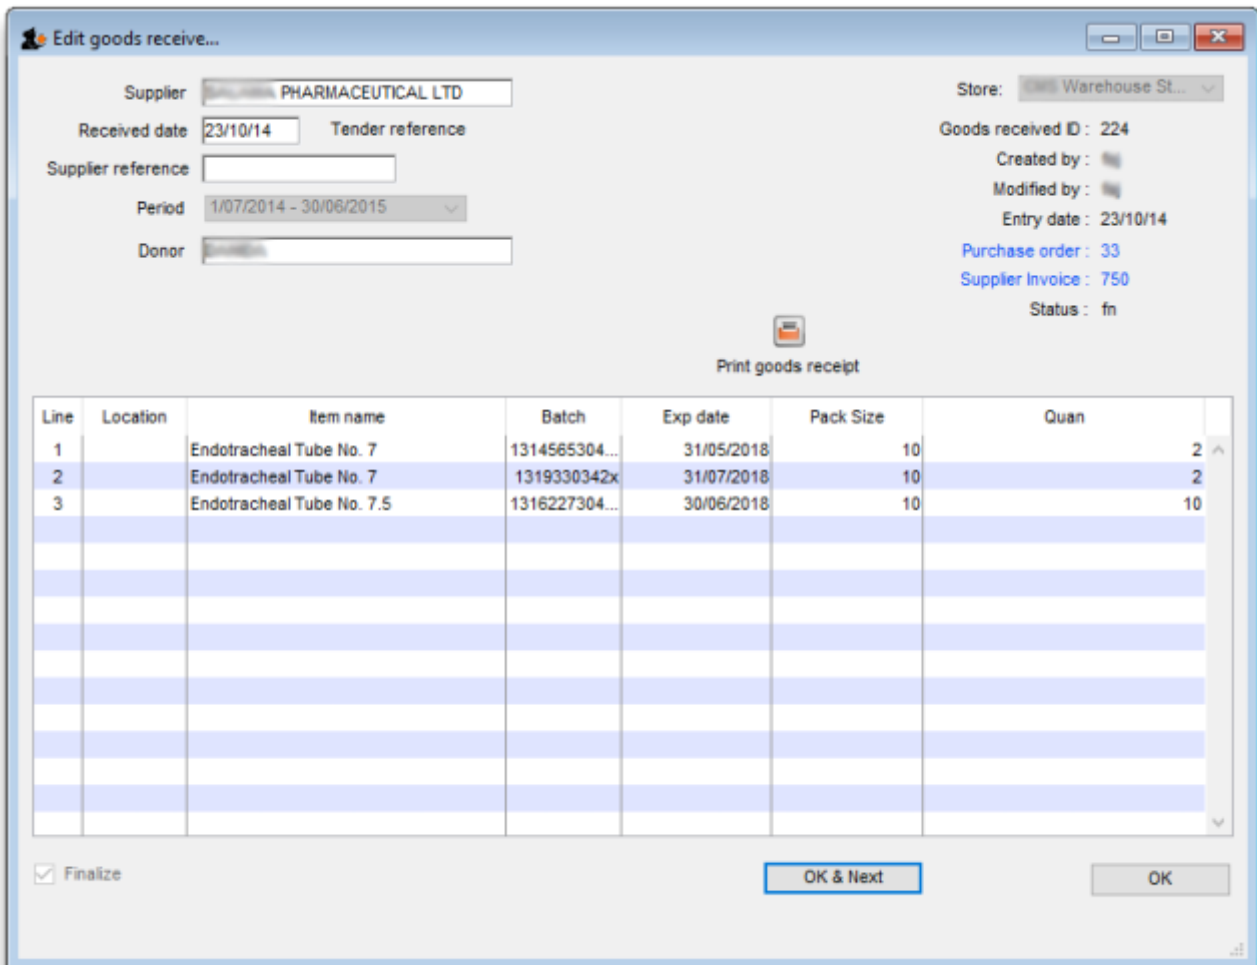 Edit goods receive...
Supplier PHARMACEUTICAL LTD
Store: Warehouse St...
Received date 23/10/14 Tender reference
Goods received ID : 224
Supplier reference
Created by :
Modified by :
Period 1/07/2014 - 30/06/2015
Entry date : 23/10/14
Donor
Purchase order : 33
Supplier Invoice : 750
Status : fn
Print goods receipt
Line Location Item name Batch Exp date Pack Size Quan
1 Endotracheal Tube No. 7 1314565304... 31/05/2018 10 2
2 Endotracheal Tube No. 7 1319330342x 31/07/2018 10 2
3 Endotracheal Tube No. 7.5 1316227304... 30/06/2018 10 10
Finalize OK & Next OK